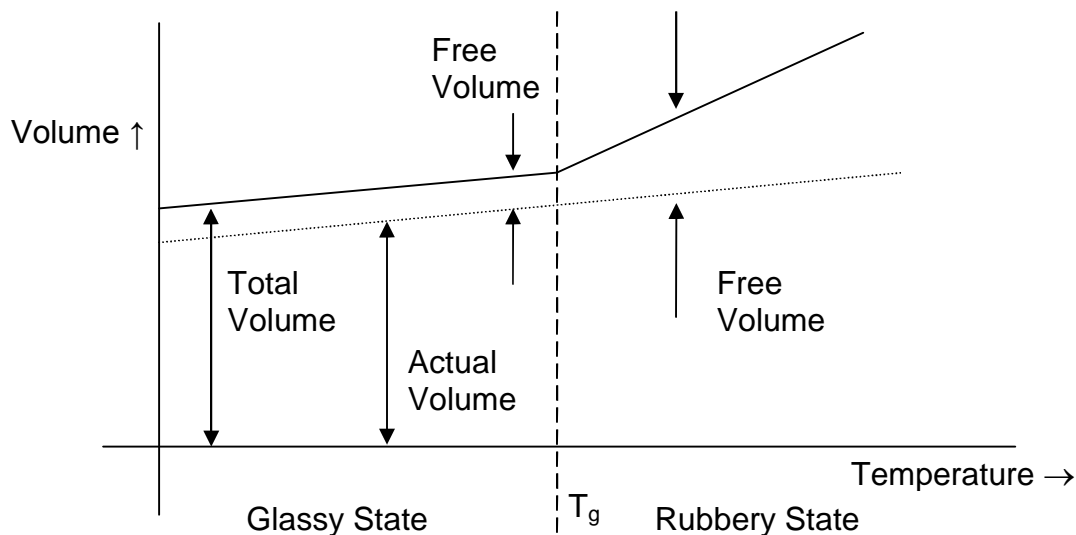 Free
Volume
Volume ↑
Total
Volume
Free
Volume
Actual
Volume
Temperature →
Glassy State
Tg
Rubbery State